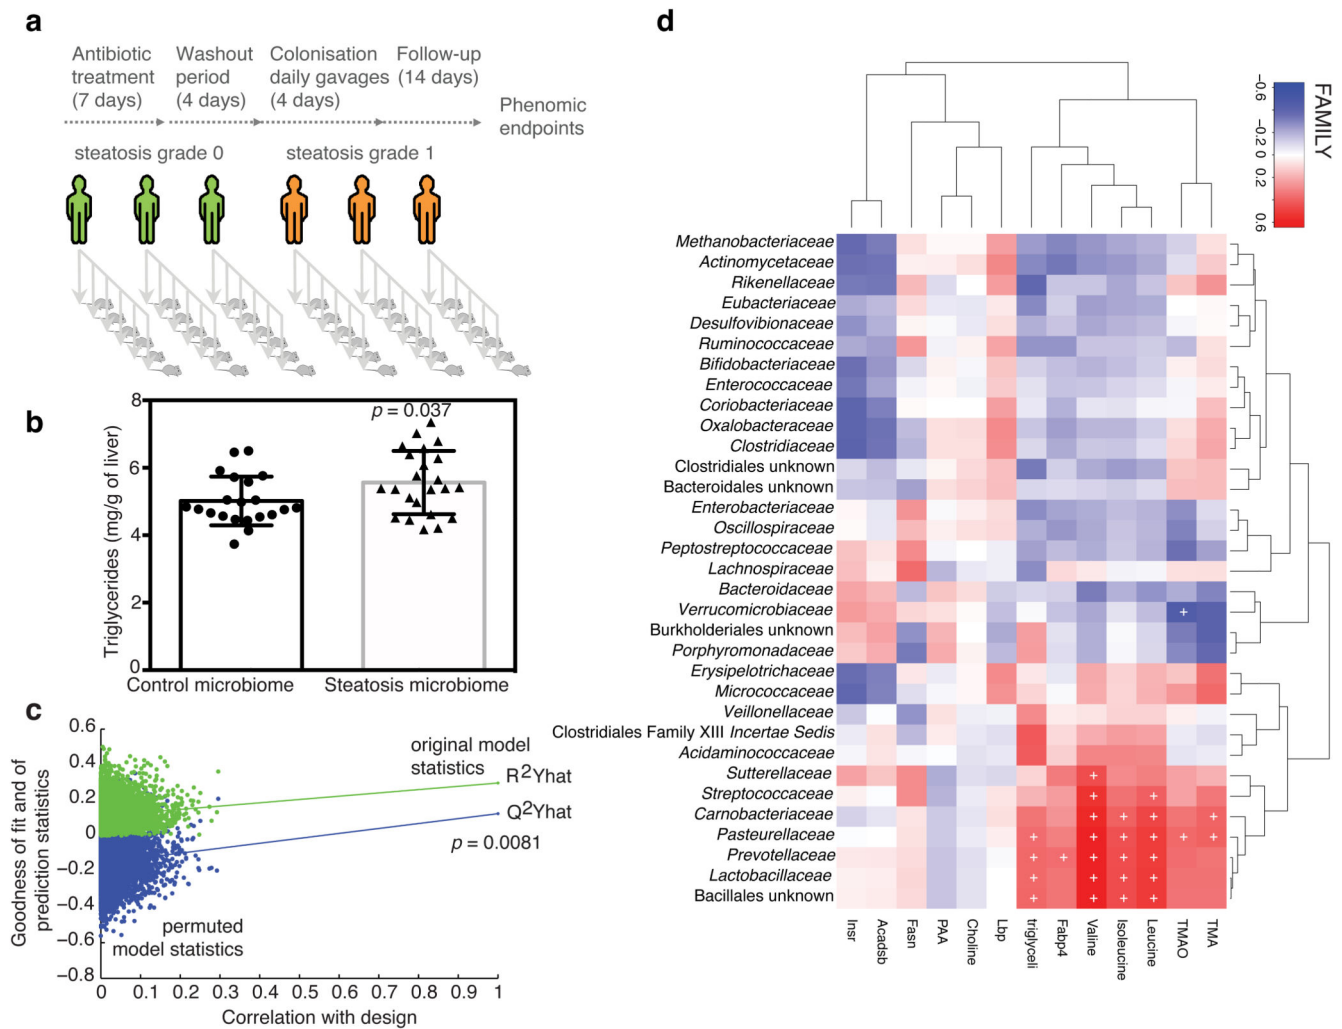 a
Antibiotic
treatment
(7 days)
Washout
period
(4 days)
Colonisation
daily gavages
(4 days)
Follow-up
(14 days)
Phenomic
endpoints
steatosis grade 0
steatosis grade 1
b
Triglycerides (mg/g of liver)
8
6
4
2
0
p = 0.037
Control microbiome
Steatosis microbiome
c
Goodness of fit and of
prediction statistics
0.6
0.4
0.2
0
−0.2
−0.4
−0.6
−0.8
original model
statistics
R2Yhat
Q2Yhat
p = 0.0081
permuted
model statistics
0 0.1 0.2 0.3 0.4 0.5 0.6 0.7 0.8 0.9 1
Correlation with design
d
FAMILY
−0.6 −0.2 0 0.2 0.6
Methanobacteriaceae
Actinomycetaceae
Rikenellaceae
Eubacteriaceae
Desulfovibionaceae
Ruminococcaceae
Bifidobacteriaceae
Enterococcaceae
Coriobacteriaceae
Oxalobacteraceae
Clostridiaceae
Clostridiales unknown
Bacteroidales unknown
Enterobacteriaceae
Oscillospiraceae
Peptostreptococcaceae
Lachnospiraceae
Bacteroidaceae
Verrucomicrobiaceae
+
Burkholderiales unknown
Porphyromonadaceae
Erysipelotrichaceae
Micrococcaceae
Veillonellaceae
Clostridiales Family XIII Incertae Sedis
Acidaminococcaceae
Sutterellaceae
+
Streptococcaceae
+ +
Carnobacteriaceae
+ + + +
Pasteurellaceae
+ + + + + +
Prevotellaceae
+ + + + +
Lactobacillaceae
+ + + +
Bacillales unknown
+ + + +
Insr
Acadsb
Fasn
PAA
Choline
Lbp
triglyceli
Fabp4
Valine
Isoleucine
Leucine
TMAO
TMA